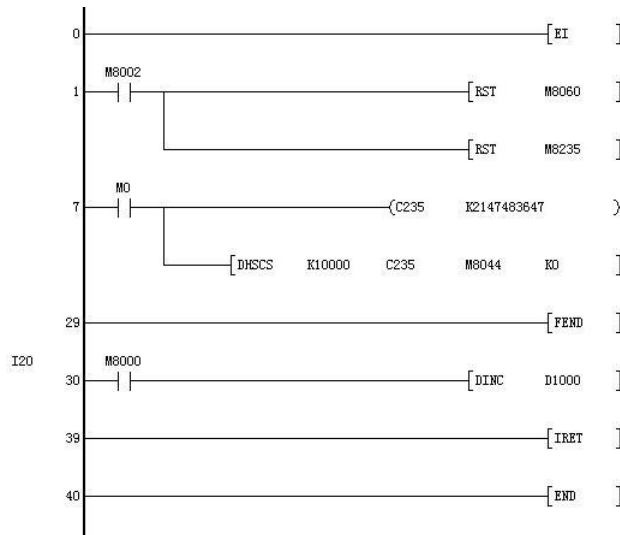 0 [EI ]
M8002
1 [RST M8060 ]
[RST M8235 ]
M0
7 (C235 K2147483647 )
[DHSCS K10000 C235 M8044 K0 ]
29 [FEND ]
I20 M8000
30 [DINC D1000 ]
39 [IRET ]
40 [END ]